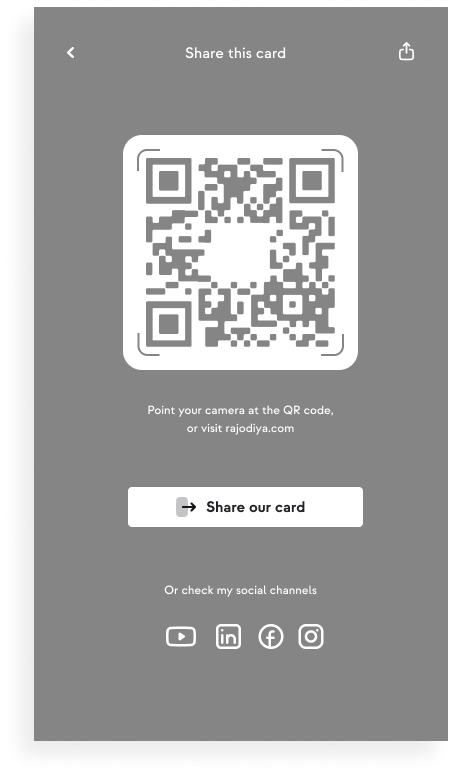 Share this card
Point your camera at the QR code,
or visit rajodiya.com
Share our card
Or check my social channels